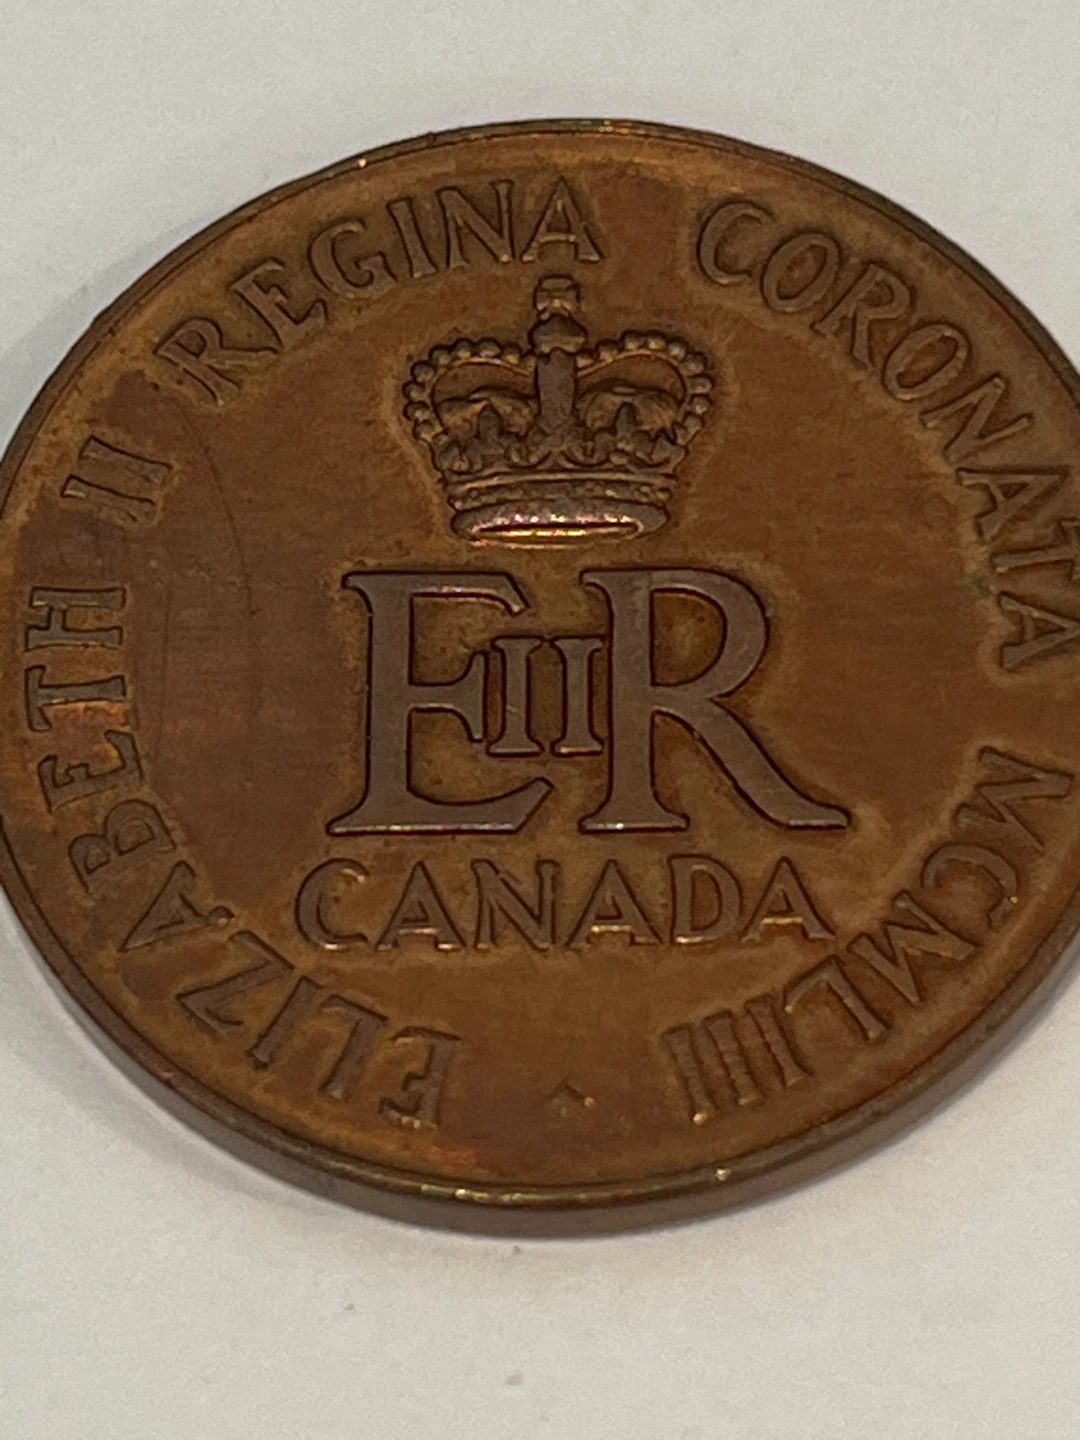 ELIZABETH II REGINA CORONATA MCMLIII
EIIR
CANADA